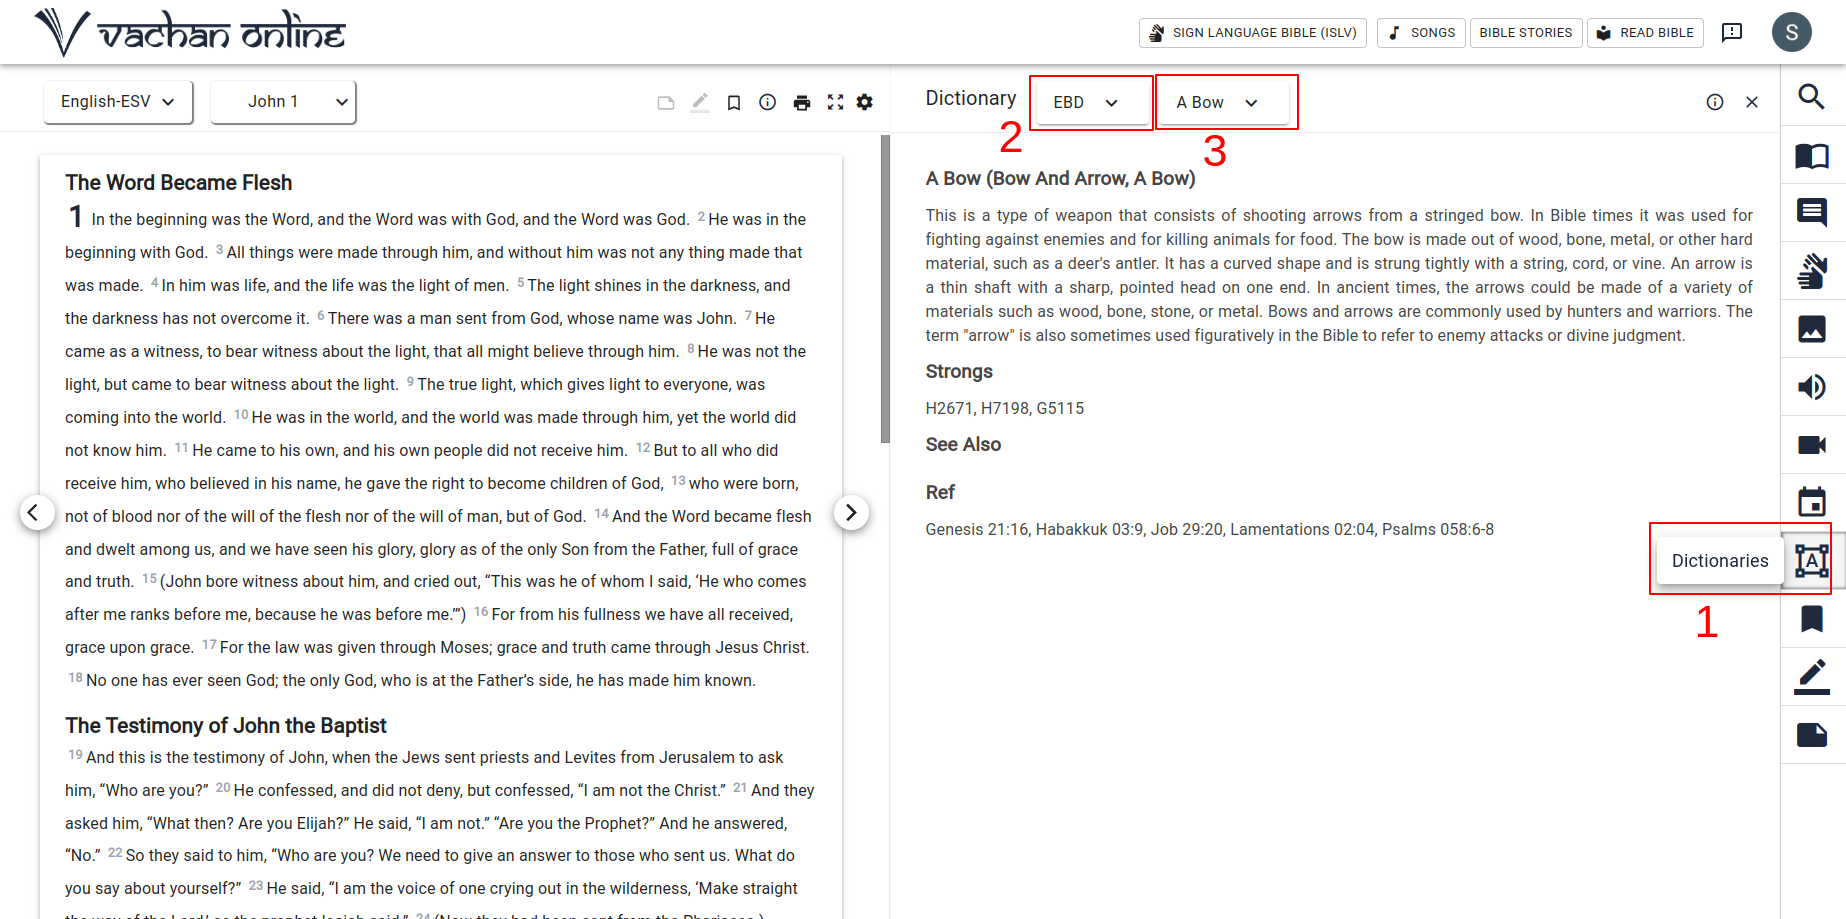 vachan online
SIGN LANGUAGE BIBLE (ISLV)
SONGS
BIBLE STORIES
READ BIBLE
S
English-ESV
John 1
The Word Became Flesh
1 In the beginning was the Word, and the Word was with God, and the Word was God. 2 He was in the
beginning with God. 3 All things were made through him, and without him was not any thing made that
was made. 4 In him was life, and the life was the light of men. 5 The light shines in the darkness, and
the darkness has not overcome it. 6 There was a man sent from God, whose name was John. 7 He
came as a witness, to bear witness about the light, that all might believe through him. 8 He was not the
light, but came to bear witness about the light. 9 The true light, which gives light to everyone, was
coming into the world. 10 He was in the world, and the world was made through him, yet the world did
not know him. 11 He came to his own, and his own people did not receive him. 12 But to all who did
receive him, who believed in his name, he gave the right to become children of God, 13 who were born,
not of blood nor of the will of the flesh nor of the will of man, but of God. 14 And the Word became flesh
and dwelt among us, and we have seen his glory, glory as of the only Son from the Father, full of grace
and truth. 15 (John bore witness about him, and cried out, “This was he of whom I said, ‘He who comes
after me ranks before me, because he was before me.’”) 16 For from his fullness we have all received,
grace upon grace. 17 For the law was given through Moses; grace and truth came through Jesus Christ.
18 No one has ever seen God; the only God, who is at the Father’s side, he has made him known.
The Testimony of John the Baptist
19 And this is the testimony of John, when the Jews sent priests and Levites from Jerusalem to ask
him, “Who are you?” 20 He confessed, and did not deny, but confessed, “I am not the Christ.” 21 And they
asked him, “What then? Are you Elijah?” He said, “I am not.” “Are you the Prophet?” And he answered,
“No.” 22 So they said to him, “Who are you? We need to give an answer to those who sent us. What do
you say about yourself?” 23 He said, “I am the voice of one crying out in the wilderness, ‘Make straight
the way of the Lord,’ as the prophet Isaiah said.” 24 (Now they had been sent from the Pharisees.)
Dictionary
EBD
A Bow
2
3
A Bow (Bow And Arrow, A Bow)
This is a type of weapon that consists of shooting arrows from a stringed bow. In Bible times it was used for
fighting against enemies and for killing animals for food. The bow is made out of wood, bone, metal, or other hard
material, such as a deer's antler. It has a curved shape and is strung tightly with a string, cord, or vine. An arrow is
a thin shaft with a sharp, pointed head on one end. In ancient times, the arrows could be made of a variety of
materials such as wood, bone, stone, or metal. Bows and arrows are commonly used by hunters and warriors. The
term "arrow" is also sometimes used figuratively in the Bible to refer to enemy attacks or divine judgment.
Strongs
H2671, H7198, G5115
See Also
Ref
Genesis 21:16, Habakkuk 03:9, Job 29:20, Lamentations 02:04, Psalms 058:6-8
Dictionaries
A
1